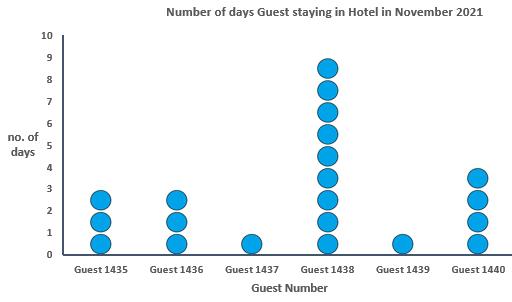 Number of days Guest staying in Hotel in November 2021
10
9
8
7
6
5
4
3
2
1
0
no. of
days
Guest 1435 Guest 1436 Guest 1437 Guest 1438 Guest 1439 Guest 1440
Guest Number